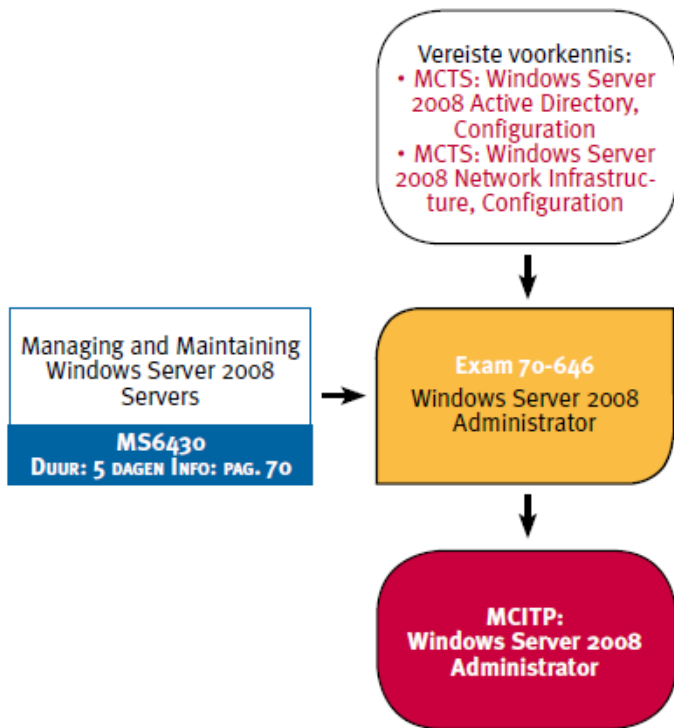 Vereiste voorkennis:
• MCTS: Windows Server
2008 Active Directory,
Configuration
• MCTS: Windows Server
2008 Network Infrastruc-
ture, Configuration
Managing and Maintaining
Windows Server 2008
Servers
MS6430
Duur: 5 dagen Info: pag. 70
Exam 70-646
Windows Server 2008
Administrator
MCITP:
Windows Server 2008
Administrator